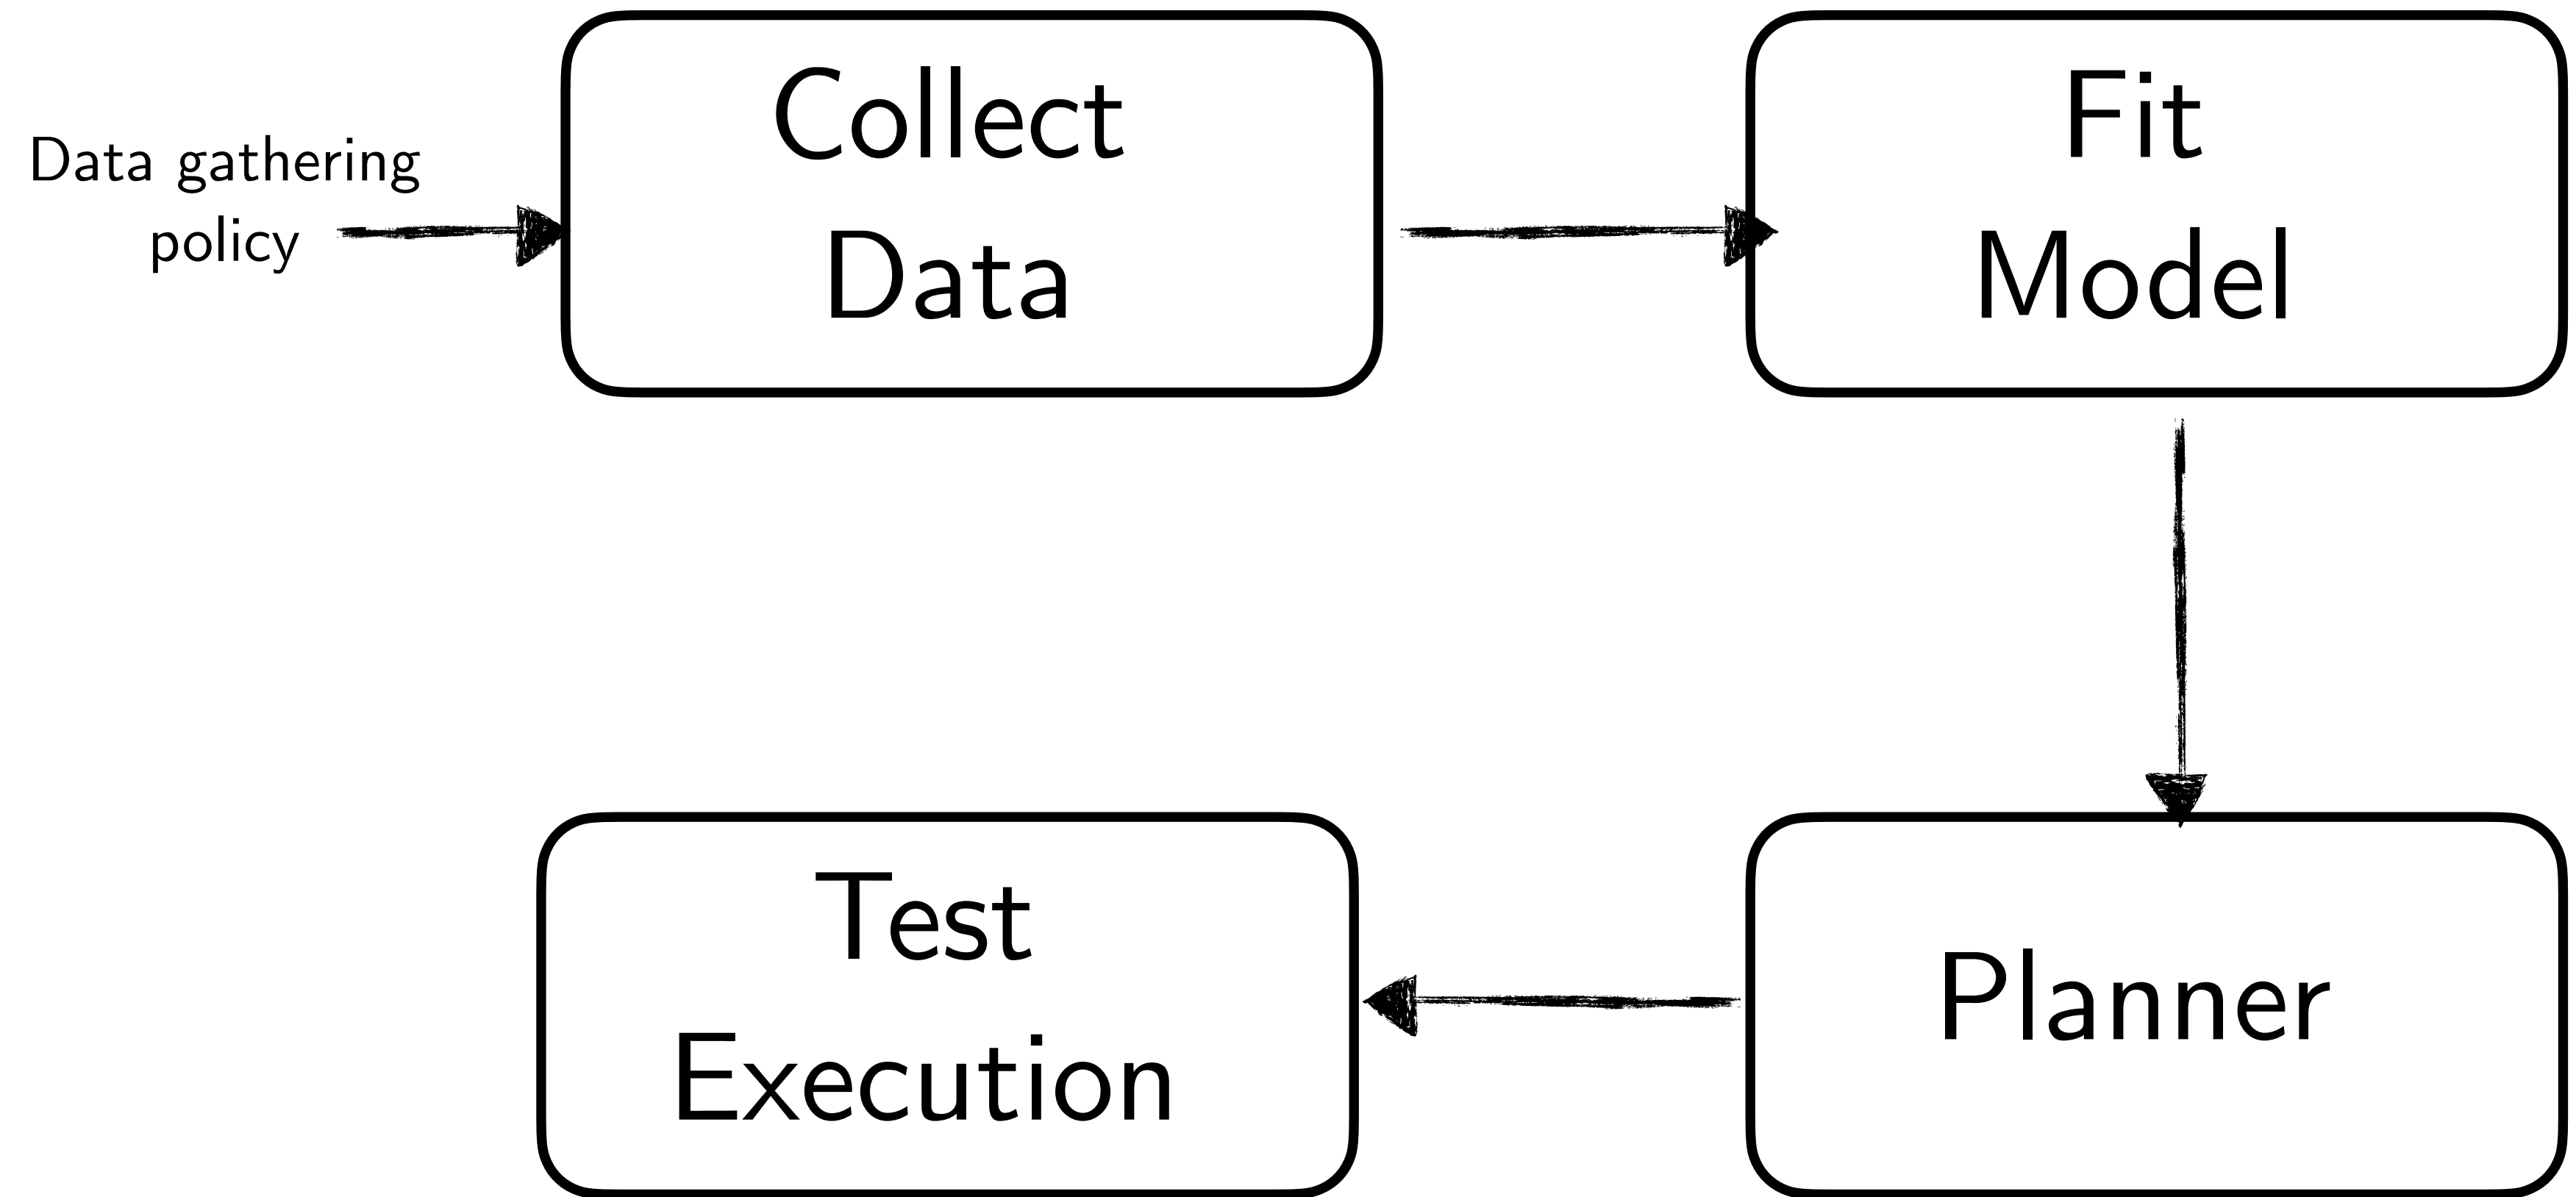 Data gathering
policy
Collect
Data
Fit
Model
Test
Execution
Planner